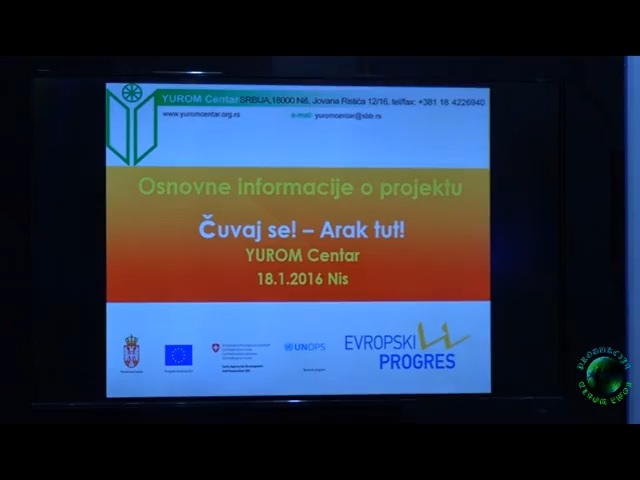 YUROM Centar SRBIJA,18000 Niš, Jovana Ristića 12/16, tel/fax: +381 18 4226940
www.yuromcentar.org.rs e-mail: yuromcentar@sbb.rs
Osnovne informacije o projektu
Čuvaj se! – Arak tut!
YUROM Centar
18.1.2016 Nis
UNOPS
EVROPSKI
PROGRES